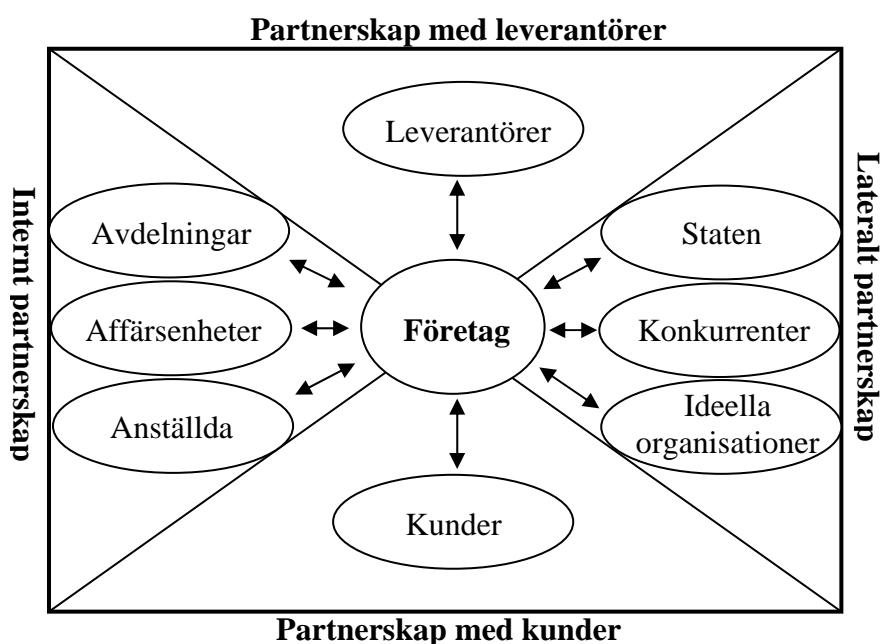 Partnerskap med leverantörer
Leverantörer
Internt partnerskap
Avdelningar
Affärsenheter
Anställda
Företag
Staten
Konkurrenter
Ideella
organisationer
Lateralt partnerskap
Kunder
Partnerskap med kunder